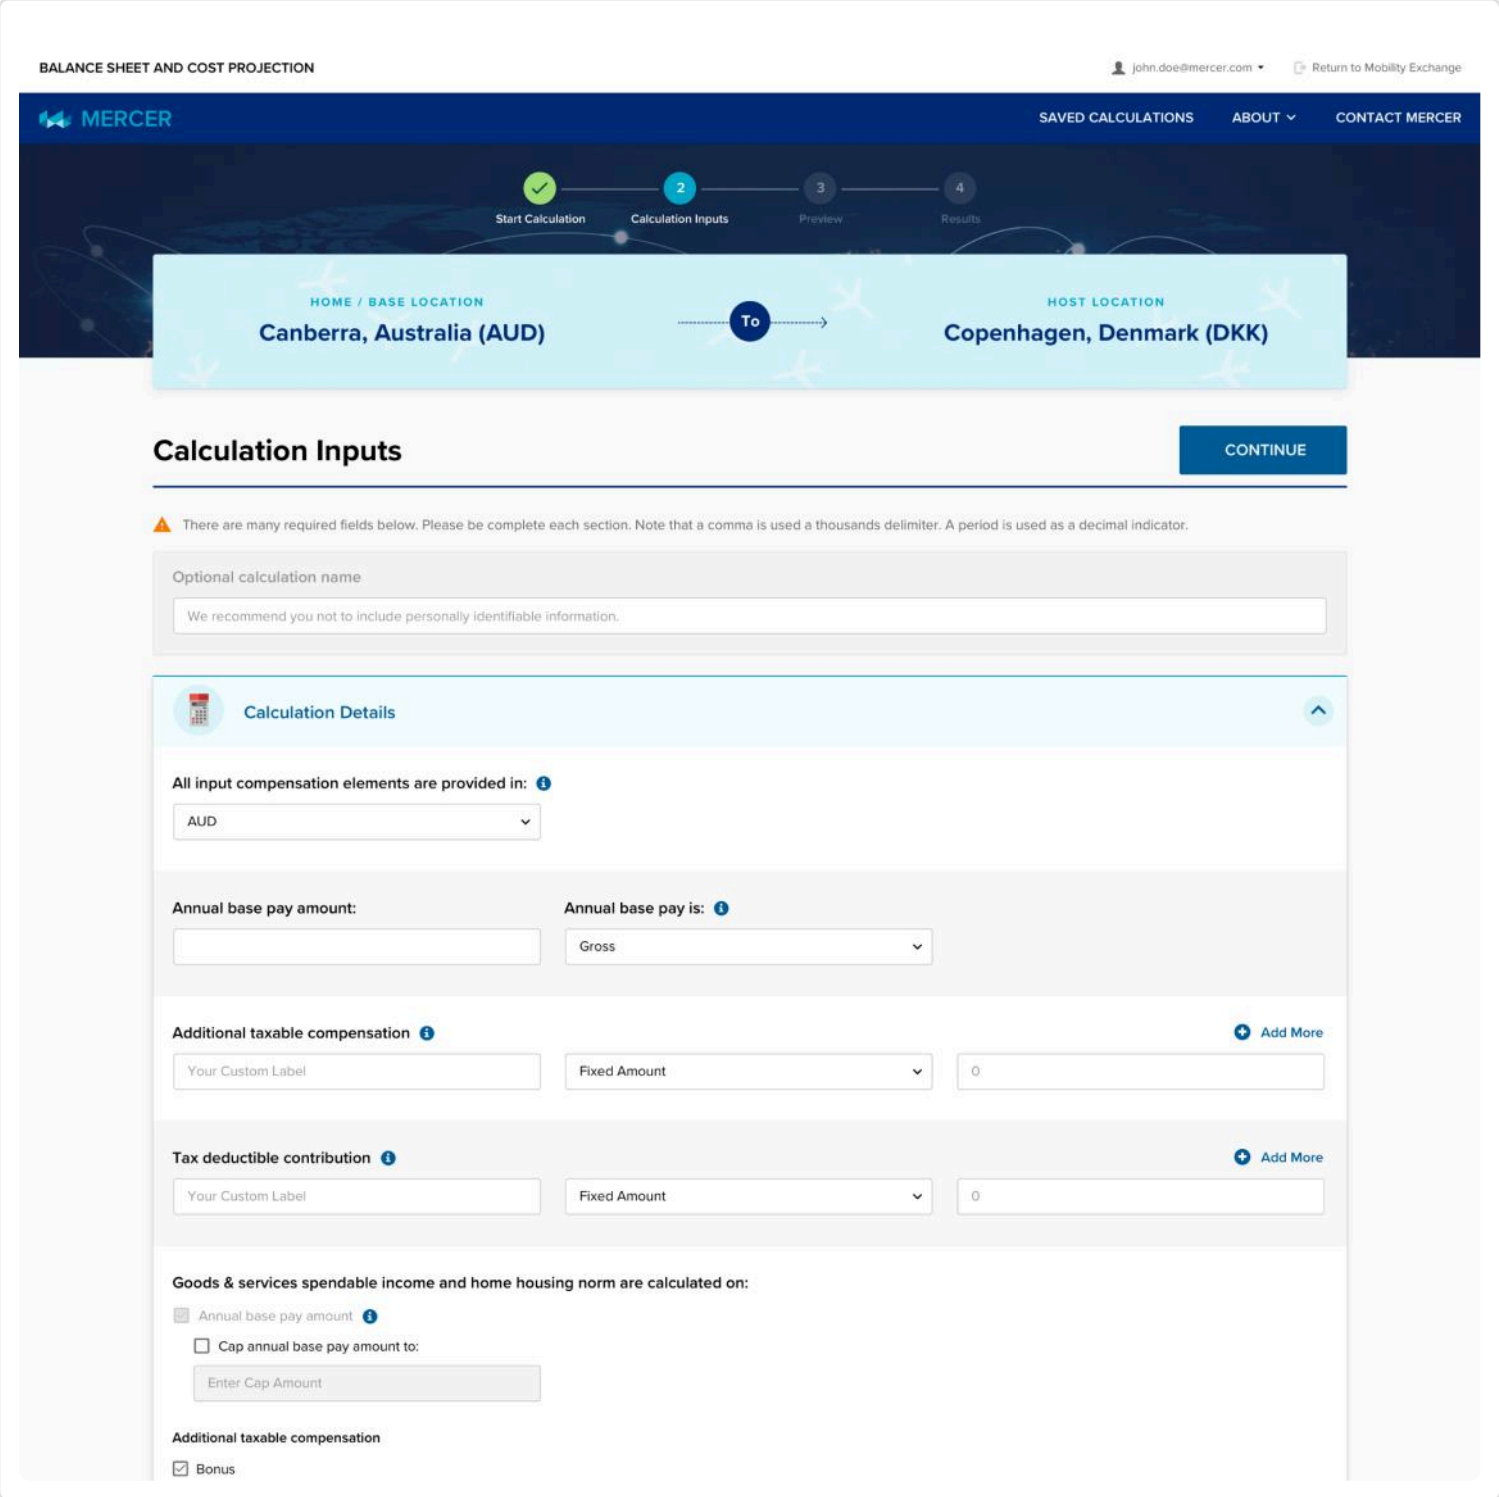 BALANCE SHEET AND COST PROJECTION
john.doe@mercer.com
Return to Mobility Exchange
MERCER
SAVED CALCULATIONS
ABOUT
CONTACT MERCER
2
3
4
Start Calculation
Calculation Inputs
Preview
Results
HOME / BASE LOCATION
Canberra, Australia (AUD)
To
HOST LOCATION
Copenhagen, Denmark (DKK)
Calculation Inputs
CONTINUE
There are many required fields below. Please be complete each section. Note that a comma is used a thousands delimiter. A period is used as a decimal indicator.
Optional calculation name
We recommend you not to include personally identifiable information.
Calculation Details
All input compensation elements are provided in:
AUD
Annual base pay amount:
Annual base pay is:
Gross
Additional taxable compensation
Add More
Your Custom Label
Fixed Amount
0
Tax deductible contribution
Add More
Your Custom Label
Fixed Amount
0
Goods & services spendable income and home housing norm are calculated on:
Annual base pay amount
Cap annual base pay amount to:
Enter Cap Amount
Additional taxable compensation
Bonus